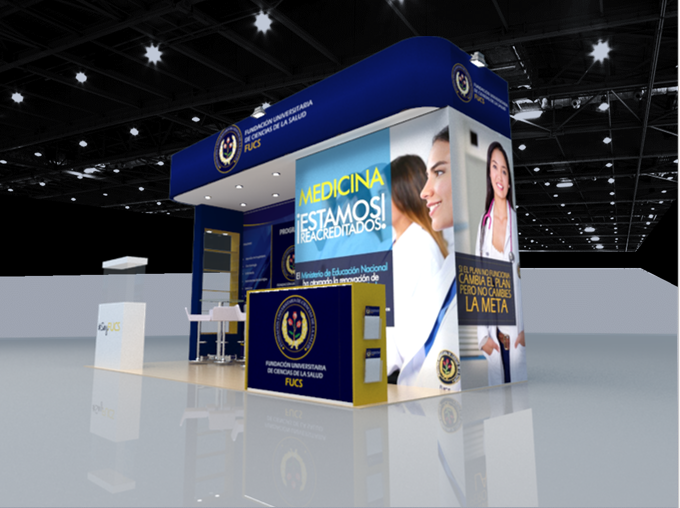 FUNDACIÓN UNIVERSITARIA
DE CIENCIAS DE LA SALUD
FUCS
FUCS
MEDICINA
¡ESTAMOS!
REACREDITADOS!
El Ministerio de Educación Nacional
ha otorgado la renovación de
SI EL PLAN NO FUNCIONA
CAMBIA EL PLAN
PERO NO CAMBIES
LA META
#SoyFUCS
FUNDACIÓN UNIVERSITARIA
DE CIENCIAS DE LA SALUD
FUCS